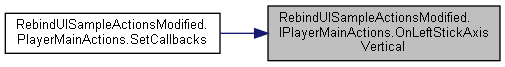 RebindUISampleActionsModified.
PlayerMainActions.SetCallbacks
RebindUISampleActionsModified.
IPlayerMainActions.OnLeftStickAxis
Vertical